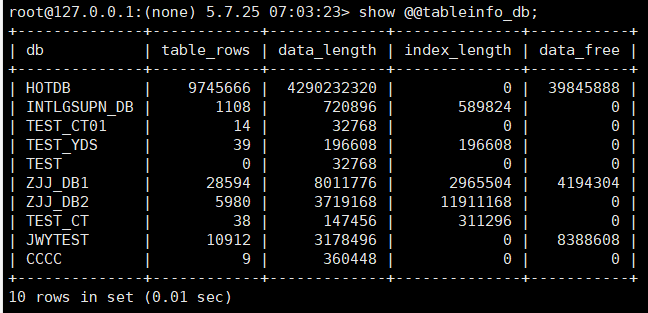 root@127.0.0.1:(none) 5.7.25 07:03:23> show @@tableinfo_db;
+--------------+------------+-------------+--------------+-----------+
| db           | table_rows | data_length | index_length | data_free |
+--------------+------------+-------------+--------------+-----------+
| HOTDB        |    9745666 |  4290232320 |            0 |  39845888 |
| INTLGSUPN_DB |       1108 |      720896 |       589824 |         0 |
| TEST_CT01    |         14 |       32768 |            0 |         0 |
| TEST_YDS     |         39 |      196608 |       196608 |         0 |
| TEST         |          0 |       32768 |            0 |         0 |
| ZJJ_DB1      |      28594 |     8011776 |      2965504 |   4194304 |
| ZJJ_DB2      |       5980 |     3719168 |     11911168 |         0 |
| TEST_CT      |         38 |      147456 |       311296 |         0 |
| JWYTEST      |      10912 |     3178496 |            0 |   8388608 |
| CCCC         |          9 |      360448 |            0 |         0 |
+--------------+------------+-------------+--------------+-----------+
10 rows in set (0.01 sec)